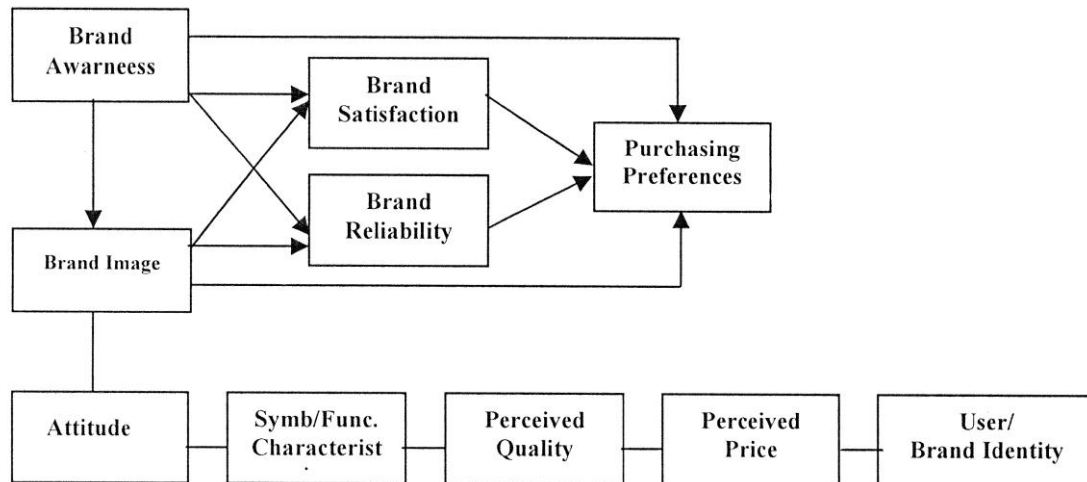 Brand
Awarneess
Brand
Satisfaction
Purchasing
Preferences
Brand
Reliability
Brand Image
Attitude
Symb/Func.
Characterist
Perceived
Quality
Perceived
Price
User/
Brand Identity